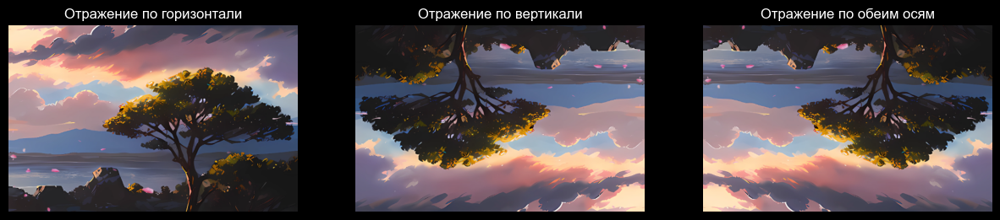 Отражение по горизонтали
Отражение по вертикали
Отражение по обеим осям